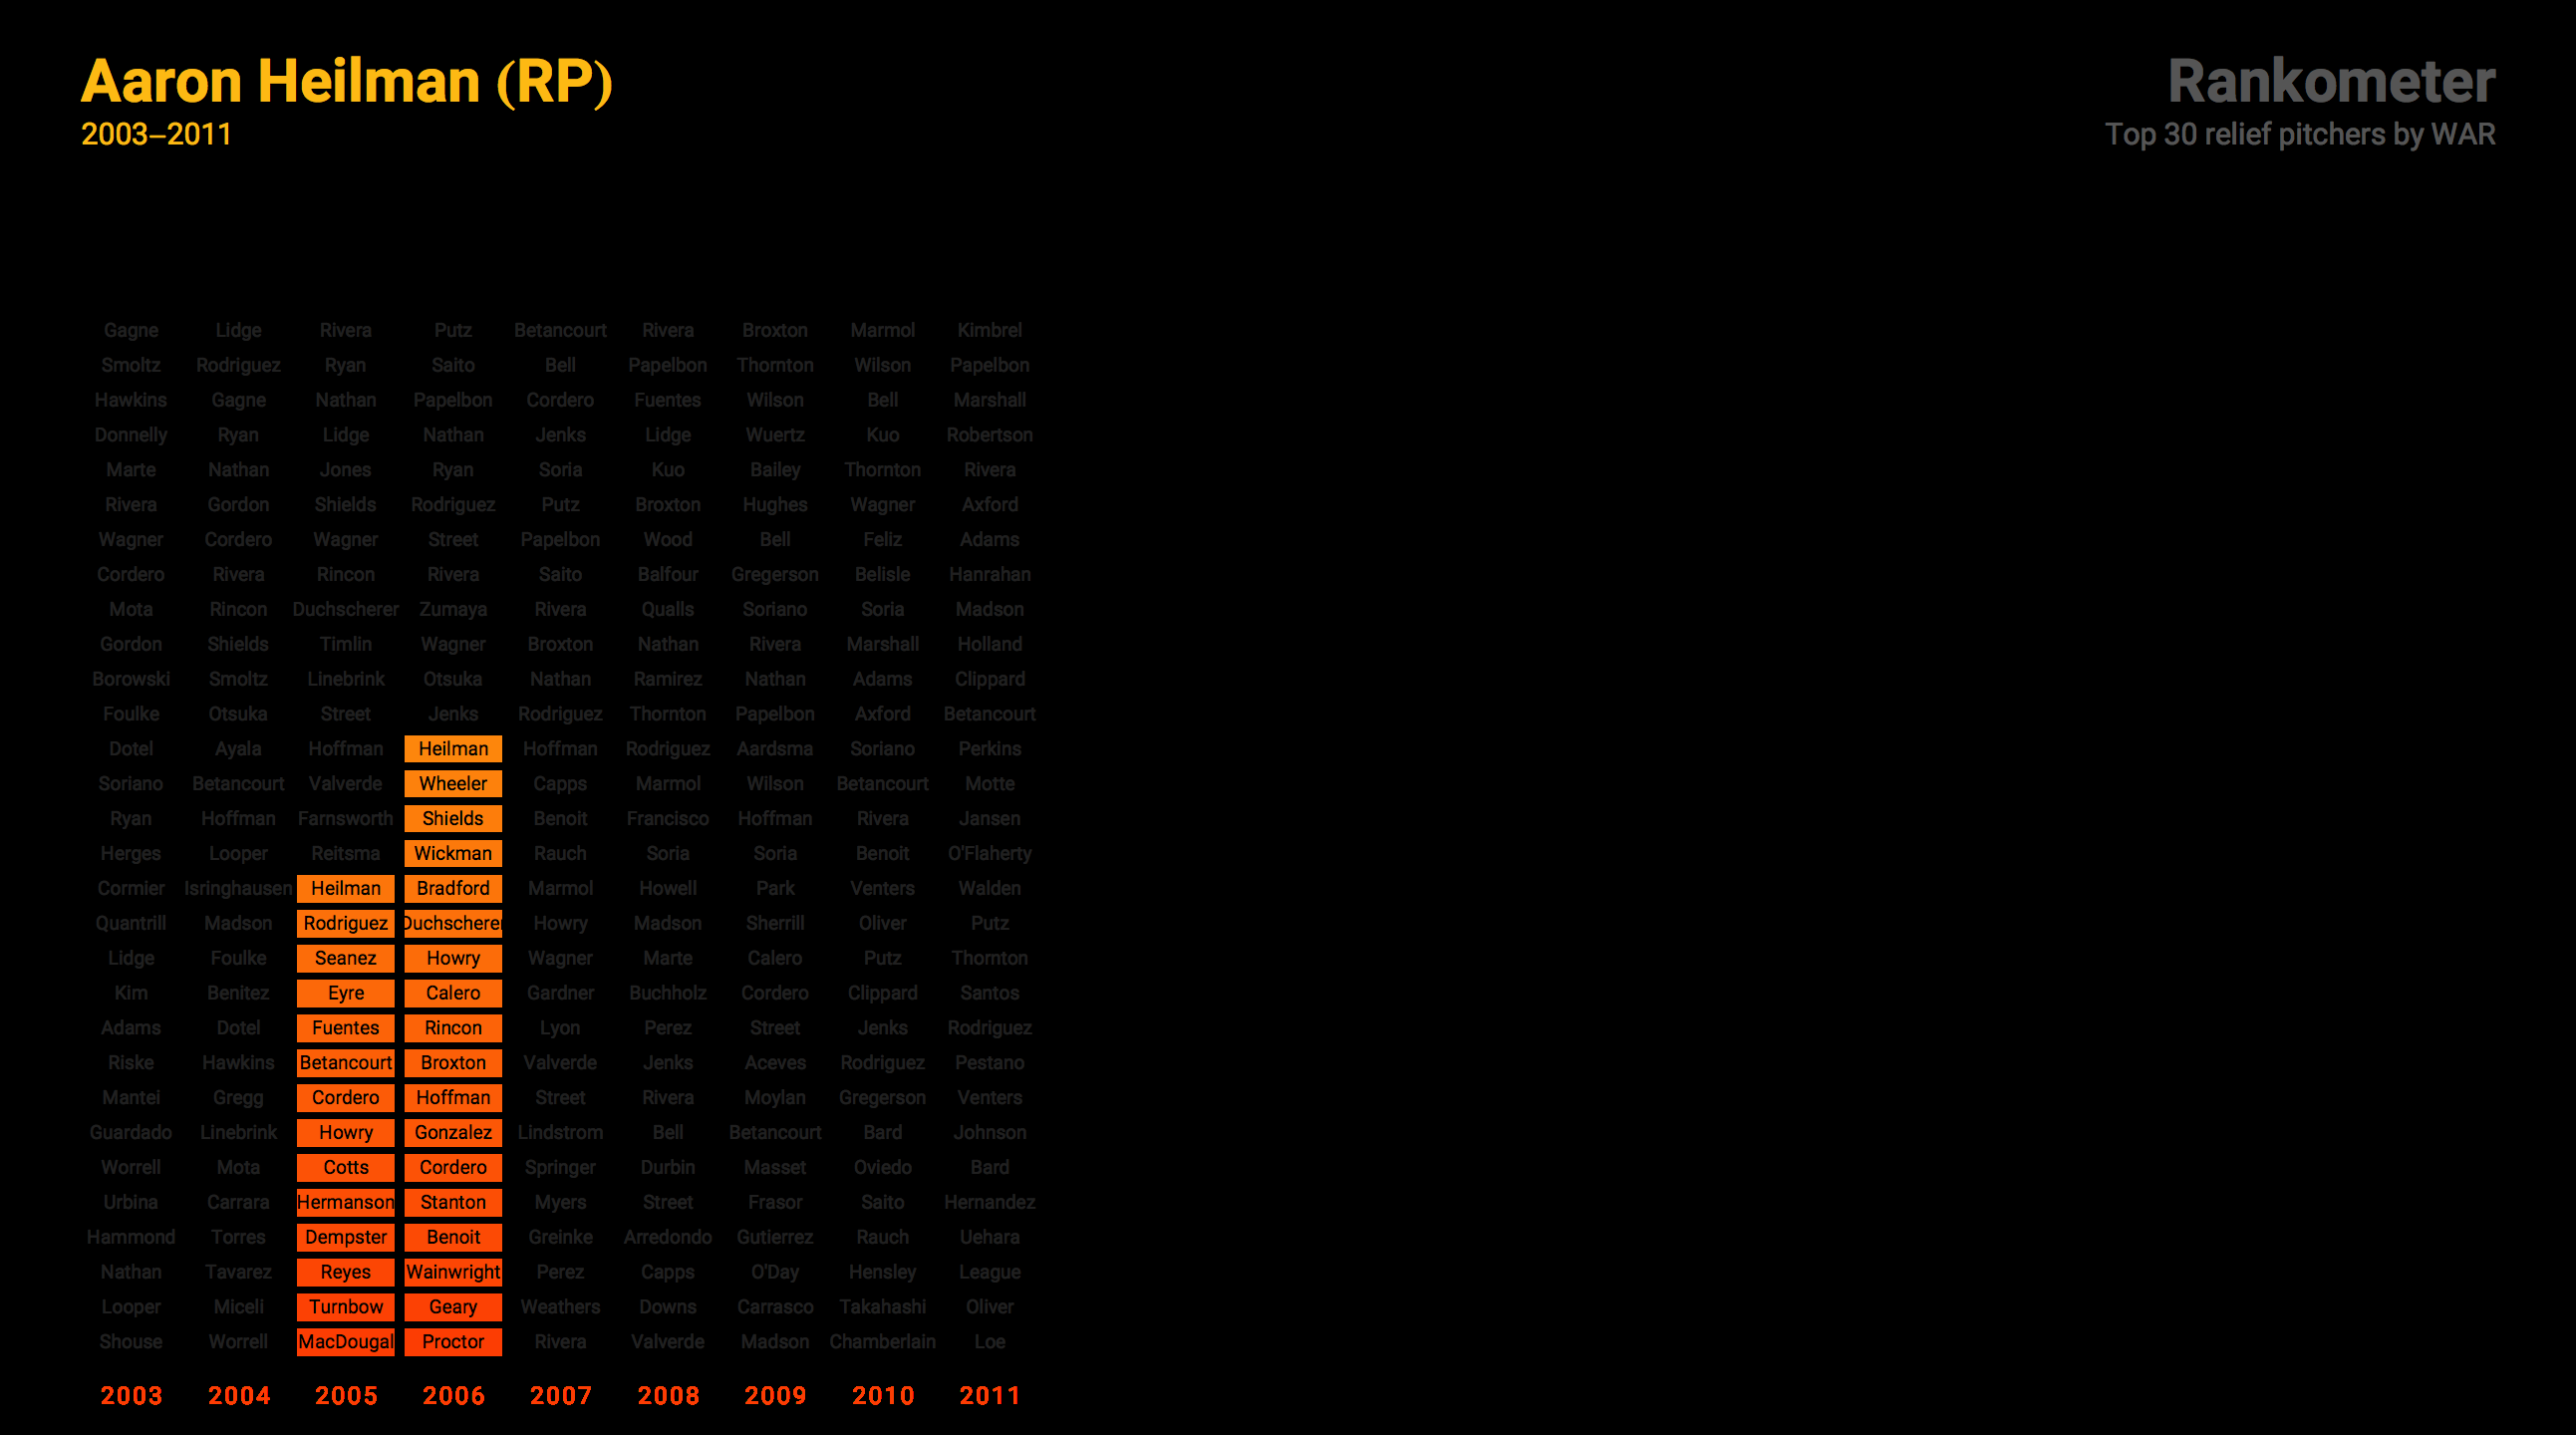 Aaron Heilman (RP)
2003–2011
Rankometer
Top 30 relief pitchers by WAR
Gagne Lidge Rivera Putz Betancourt Rivera Broxton Marmol Kimbrel
Smoltz Rodriguez Ryan Saito Bell Papelbon Thornton Wilson Papelbon
Hawkins Gagne Nathan Papelbon Cordero Fuentes Wilson Bell Marshall
Donnelly Ryan Lidge Nathan Jenks Lidge Wuertz Kuo Robertson
Marte Nathan Jones Ryan Soria Kuo Bailey Thornton Rivera
Rivera Gordon Shields Rodriguez Putz Broxton Hughes Wagner Axford
Wagner Cordero Wagner Street Papelbon Wood Bell Feliz Adams
Cordero Rivera Rincon Rivera Saito Balfour Gregerson Belisle Hanrahan
Mota Rincon Duchscherer Zumaya Rivera Qualls Soriano Soria Madson
Gordon Shields Timlin Wagner Broxton Nathan Rivera Marshall Holland
Borowski Smoltz Linebrink Otsuka Nathan Ramirez Nathan Adams Clippard
Foulke Otsuka Street Jenks Rodriguez Thornton Papelbon Axford Betancourt
Dotel Ayala Hoffman Heilman Hoffman Rodriguez Aardsma Soriano Perkins
Soriano Betancourt Valverde Wheeler Capps Marmol Wilson Betancourt Motte
Ryan Hoffman Farnsworth Shields Benoit Francisco Hoffman Rivera Jansen
Herges Looper Reitsma Wickman Rauch Soria Soria Benoit O'Flaherty
Cormier Isringhausen Heilman Bradford Marmol Howell Park Venters Walden
Quantrill Madson Rodriguez Duchscherer Howry Madson Sherrill Oliver Putz
Lidge Foulke Seanez Howry Wagner Marte Calero Putz Thornton
Kim Benitez Eyre Calero Gardner Buchholz Cordero Clippard Santos
Adams Dotel Fuentes Rincon Lyon Perez Street Jenks Rodriguez
Riske Hawkins Betancourt Broxton Valverde Jenks Aceves Rodriguez Pestano
Mantei Gregg Cordero Hoffman Street Rivera Moylan Gregerson Venters
Guardado Linebrink Howry Gonzalez Lindstrom Bell Betancourt Bard Johnson
Worrell Mota Cotts Cordero Springer Durbin Masset Oviedo Bard
Urbina Carrara Hermanson Stanton Myers Street Frasor Saito Hernandez
Hammond Torres Dempster Benoit Greinke Arredondo Gutierrez Rauch Uehara
Nathan Tavarez Reyes Wainwright Perez Capps O'Day Hensley League
Looper Miceli Turnbow Geary Weathers Downs Carrasco Takahashi Oliver
Shouse Worrell MacDougal Proctor Rivera Valverde Madson Chamberlain Loe
2003 2004 2005 2006 2007 2008 2009 2010 2011